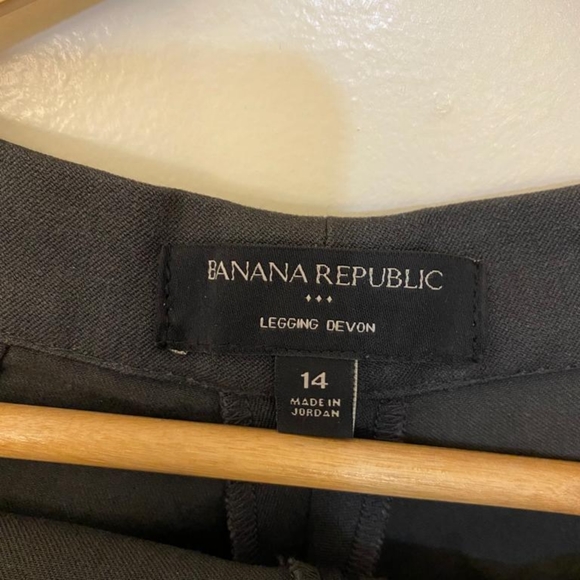 BANANA REPUBLIC
LEGGING DEVON
14
MADE IN
JORDAN